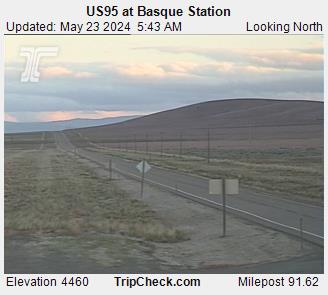 US95 at Basque Station
Updated: May 23 2024 5:43 AM Looking North
Elevation 4460 TripCheck.com Milepost 91.62